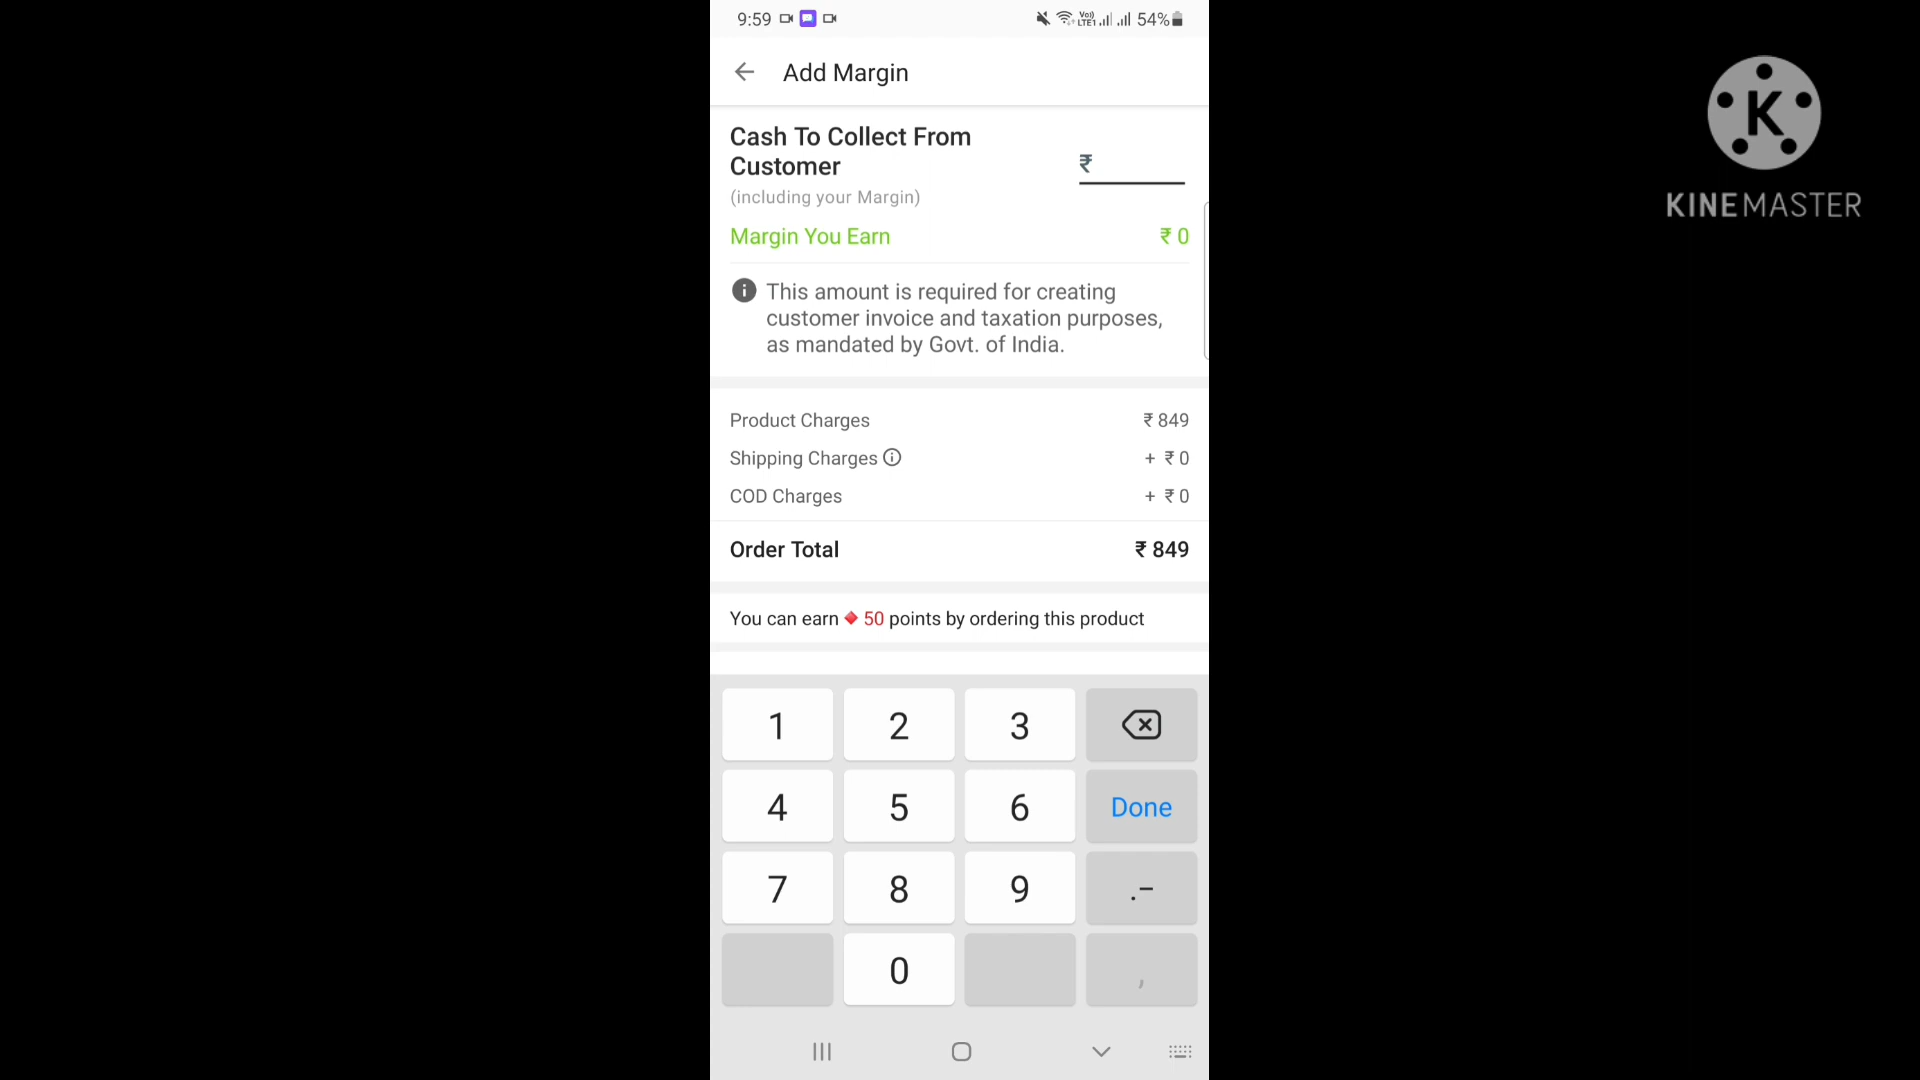 9:59 Vo) LTE1 54%
Add Margin
K
KINEMASTER
Cash To Collect From
Customer
₹
(including your Margin)
Margin You Earn ₹ 0
This amount is required for creating
customer invoice and taxation purposes,
as mandated by Govt. of India.
Product Charges ₹ 849
Shipping Charges + ₹ 0
COD Charges + ₹ 0
Order Total ₹ 849
You can earn 50 points by ordering this product
1 2 3
4 5 6 Done
7 8 9 .-
0 ,